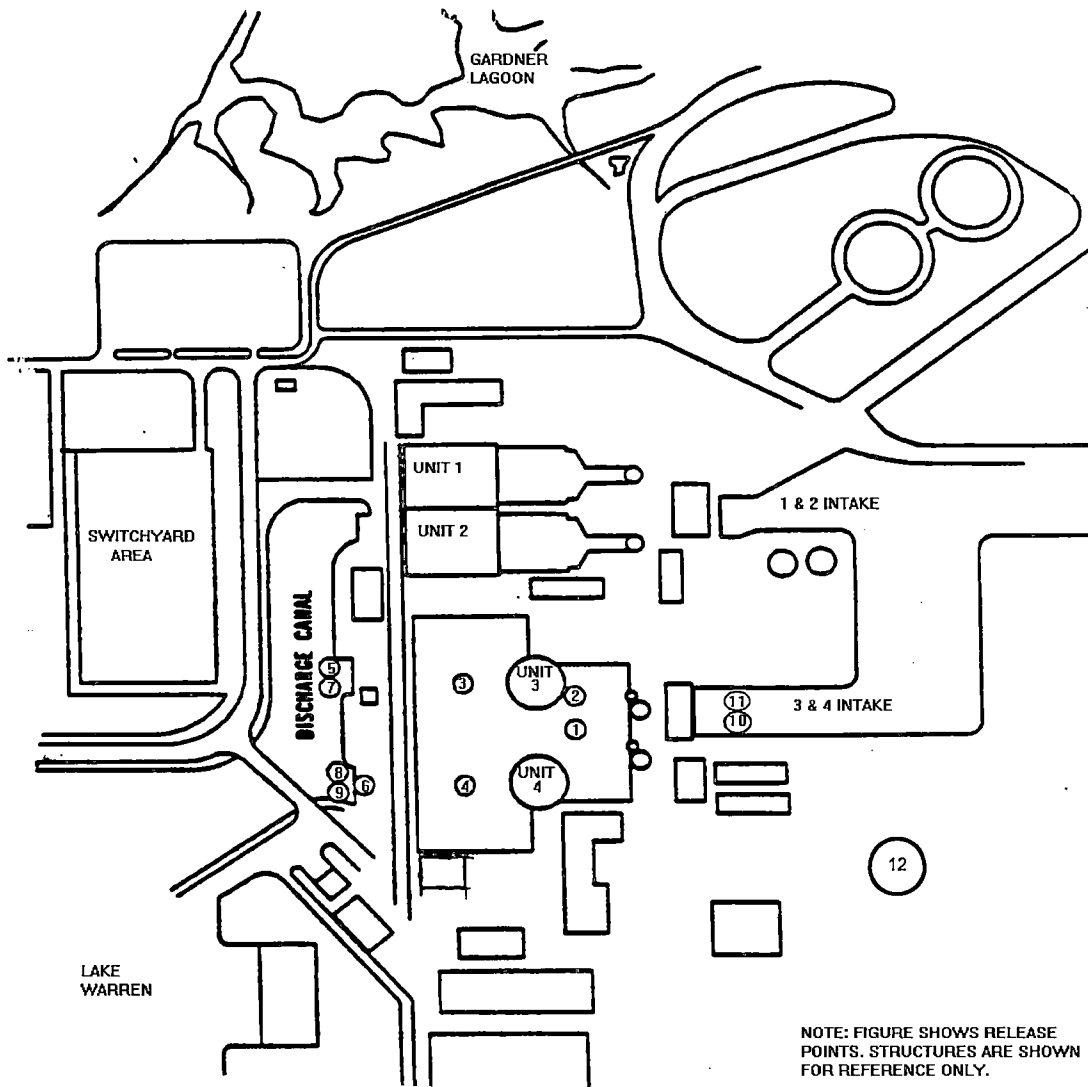 GARDNER
LAGOON
UNIT 1
1 & 2 INTAKE
UNIT 2
SWITCHYARD
AREA
DISCHARGE CANAL
5
7
3
UNIT
3
2
1
11
10
3 & 4 INTAKE
8
9
6
4
UNIT
4
12
LAKE
WARREN
NOTE: FIGURE SHOWS RELEASE
POINTS. STRUCTURES ARE SHOWN
FOR REFERENCE ONLY.